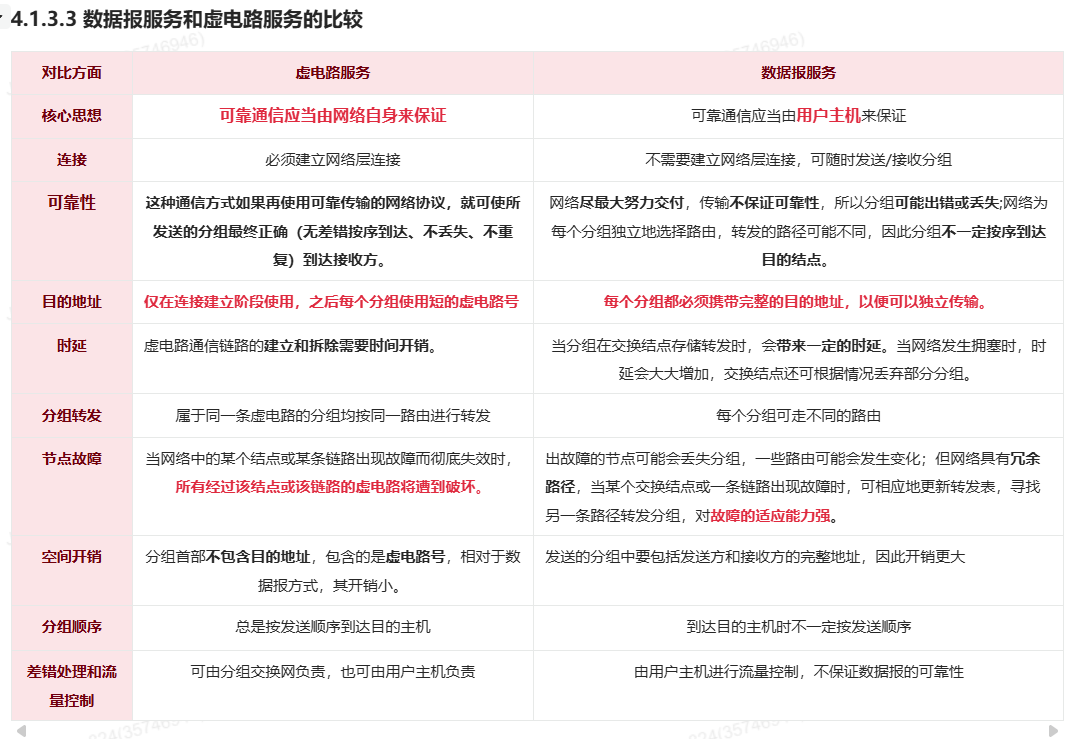 4.1.3.3 数据报服务和虚电路服务的比较
对比方面 虚电路服务 数据报服务
核心思想 可靠通信应当由网络自身来保证 可靠通信应当由用户主机来保证
连接 必须建立网络层连接 不需要建立网络层连接，可随时发送/接收分组
可靠性
这种通信方式如果再使用可靠传输的网络协议，就可使所
发送的分组最终正确（无差错按序到达、不丢失、不重
复）到达接收方。
网络尽最大努力交付，传输不保证可靠性，所以分组可能出错或丢失;网络为
每个分组独立地选择路由，转发的路径可能不同，因此分组不一定按序到达
目的结点。
目的地址 仅在连接建立阶段使用，之后每个分组使用短的虚电路号 每个分组都必须携带完整的目的地址，以便可以独立传输。
时延
虚电路通信链路的建立和拆除需要时间开销。
当分组在交换结点存储转发时，会带来一定的时延。当网络发生拥塞时，时
延会大大增加，交换结点还可根据情况丢弃部分分组。
分组转发 属于同一条虚电路的分组均按同一路由进行转发 每个分组可走不同的路由
节点故障
当网络中的某个结点或某条链路出现故障而彻底失效时，
所有经过该结点或该链路的虚电路将遭到破坏。
出故障的节点可能会丢失分组，一些路由可能会发生变化；但网络具有冗余
路径，当某个交换结点或一条链路出现故障时，可相应地更新转发表，寻找
另一条路径转发分组，对故障的适应能力强。
空间开销
分组首部不包含目的地址，包含的是虚电路号，相对于数
据报方式，其开销小。
发送的分组中要包括发送方和接收方的完整地址，因此开销更大
分组顺序 总是按发送顺序到达目的主机 到达目的主机时不一定按发送顺序
差错处理和流
量控制
可由分组交换网负责，也可由用户主机负责
由用户主机进行流量控制，不保证数据报的可靠性